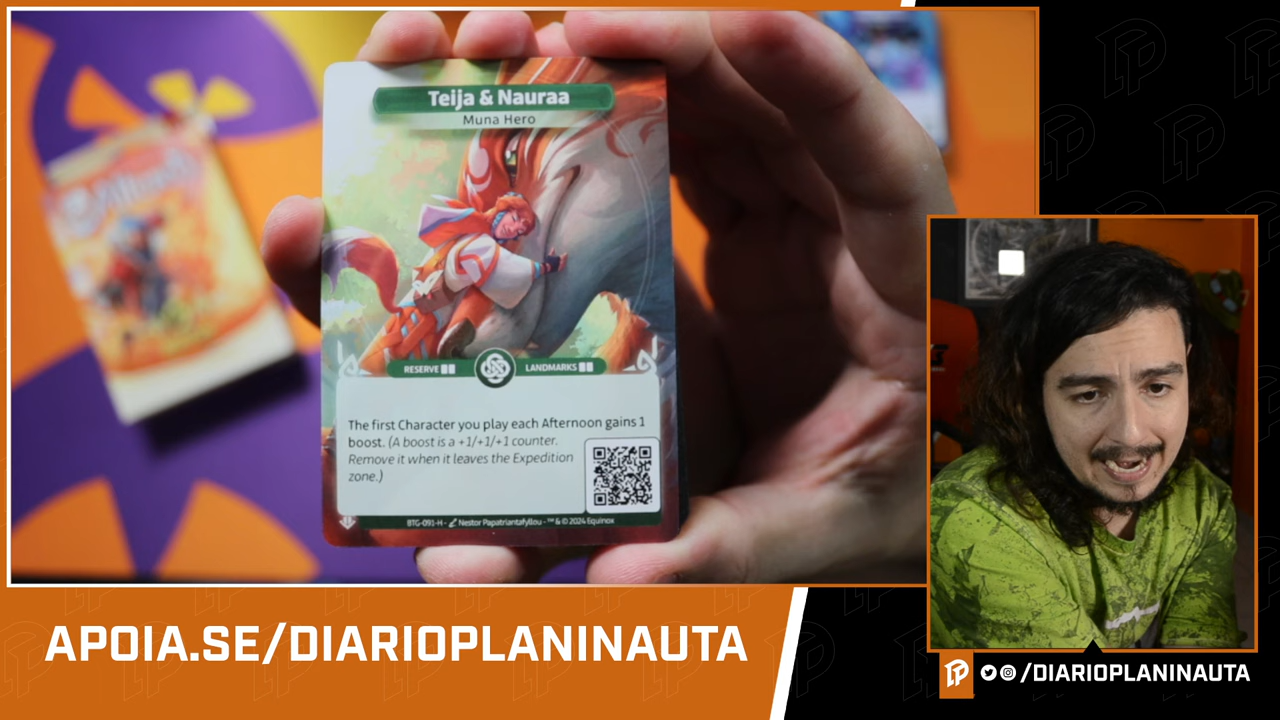 Teija & Nauraa
Muna Hero
RESERVE
LANDMARKS
The first Character you play each Afternoon gains 1
boost. (A boost is a +1/+1/+1 counter.
Remove it when it leaves the Expedition
zone.)
BTG-091-H - Nestor Papatriantafyllou - ™ & © 2024 Equinox
APOIA.SE/DIARIOPLANINAUTA
/DIARIOPLANINAUTA